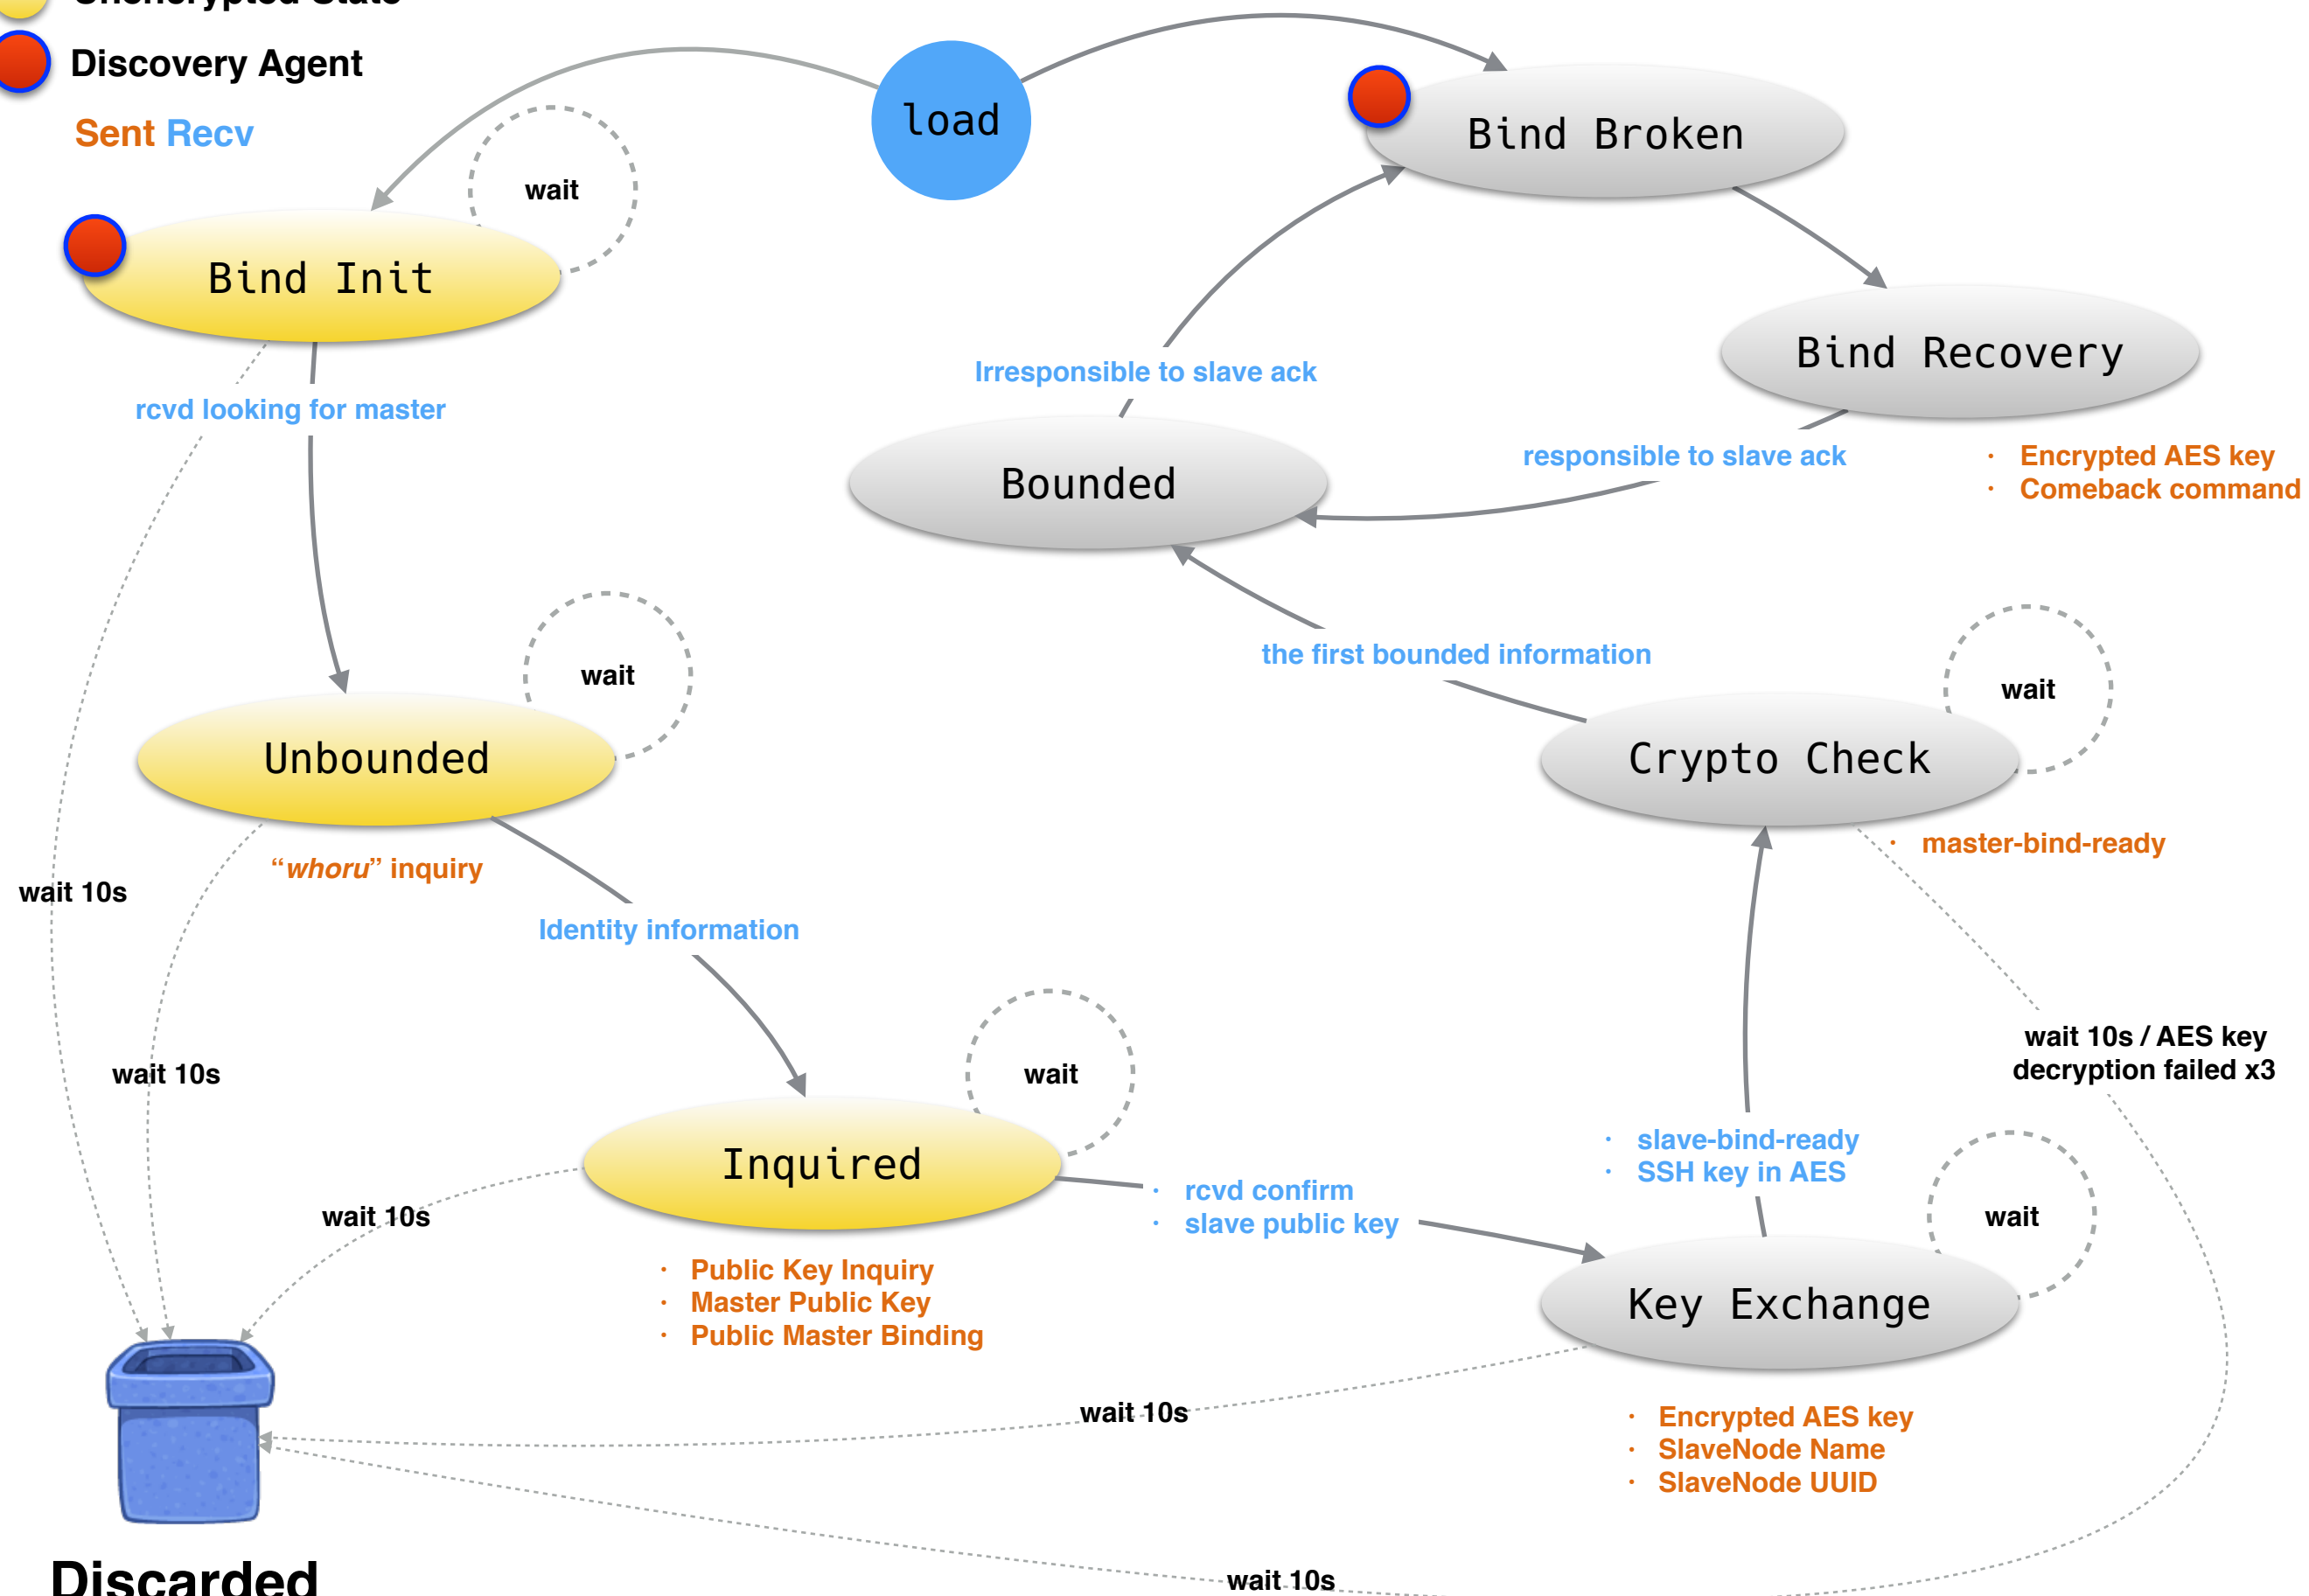 Unencrypted State
Discovery Agent
Sent Recv
load
wait
Bind Init
Bind Broken
Bind Recovery
rcvd looking for master
Irresponsible to slave ack
responsible to slave ack
Bounded
· Encrypted AES key
· Comeback command
wait
the first bounded information
wait
Unbounded
Crypto Check
“whoru” inquiry
· master-bind-ready
wait 10s
Identity information
wait 10s
wait
wait 10s / AES key
decryption failed x3
Inquired
· slave-bind-ready
· SSH key in AES
· rcvd confirm
· slave public key
wait 10s
wait
· Public Key Inquiry
· Master Public Key
· Public Master Binding
Key Exchange
wait 10s
· Encrypted AES key
· SlaveNode Name
· SlaveNode UUID
Discarded
wait 10s